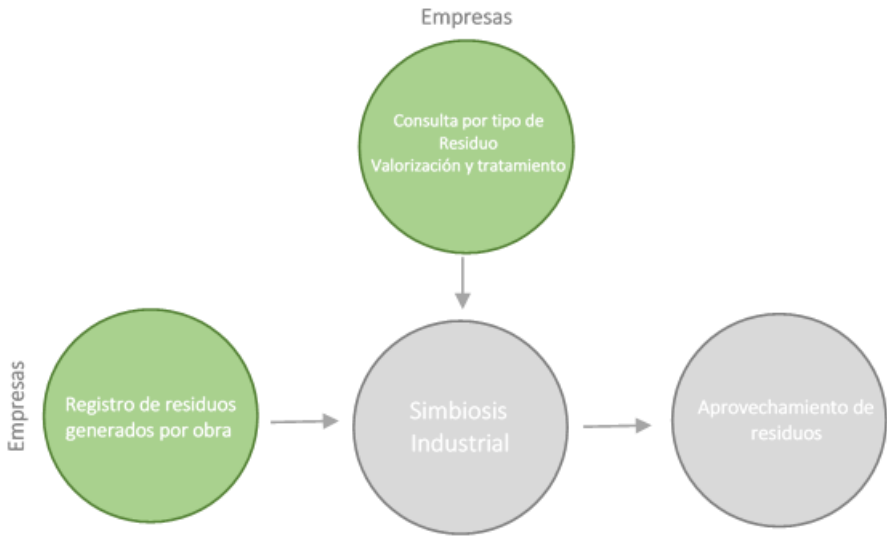 Empresas
Consulta por tipo de
Residuo
Valorización y tratamiento
Empresas
Registro de residuos
generados por obra
Simbiosis
Industrial
Aprovechamiento de
residuos